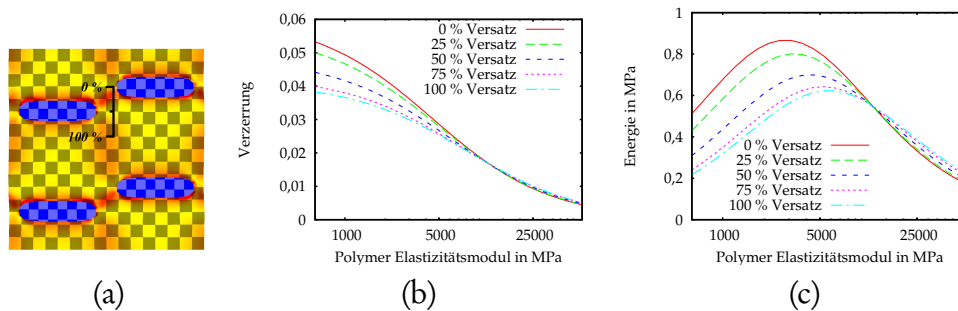 0 %
100 %
(a)
0,06
0,05
0,04
0,03
0,02
0,01
0
Verzerrung
0 % Versatz
25 % Versatz
50 % Versatz
75 % Versatz
100 % Versatz
1000 5000 25000
Polymer Elastizitätsmodul in MPa
(b)
1
0,8
0,6
0,4
0,2
0
Energie in MPa
0 % Versatz
25 % Versatz
50 % Versatz
75 % Versatz
100 % Versatz
1000 5000 25000
Polymer Elastizitätsmodul in MPa
(c)